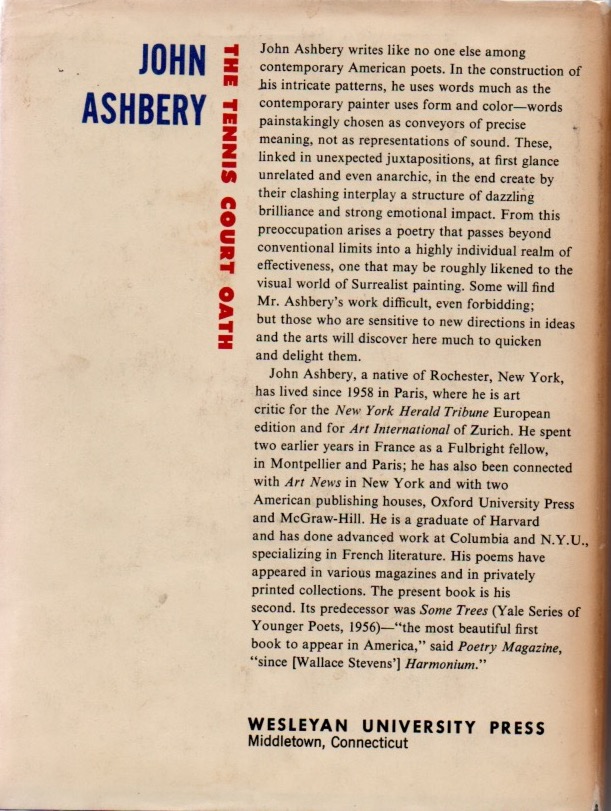 JOHN
ASHBERY
THE TENNIS COURT OATH
John Ashbery writes like no one else among
contemporary American poets. In the construction of
his intricate patterns, he uses words much as the
contemporary painter uses form and color—words
painstakingly chosen as conveyors of precise
meaning, not as representations of sound. These,
linked in unexpected juxtapositions, at first glance
unrelated and even anarchic, in the end create by
their clashing interplay a structure of dazzling
brilliance and strong emotional impact. From this
preoccupation arises a poetry that passes beyond
conventional limits into a highly individual realm of
effectiveness, one that may be roughly likened to the
visual world of Surrealist painting. Some will find
Mr. Ashbery's work difficult, even forbidding;
but those who are sensitive to new directions in ideas
and the arts will discover here much to quicken
and delight them.
John Ashbery, a native of Rochester, New York,
has lived since 1958 in Paris, where he is art
critic for the New York Herald Tribune European
edition and for Art International of Zurich. He spent
two earlier years in France as a Fulbright fellow,
in Montpellier and Paris; he has also been connected
with Art News in New York and with two
American publishing houses, Oxford University Press
and McGraw-Hill. He is a graduate of Harvard
and has done advanced work at Columbia and N.Y.U.,
specializing in French literature. His poems have
appeared in various magazines and in privately
printed collections. The present book is his
second. Its predecessor was Some Trees (Yale Series of
Younger Poets, 1956)—“the most beautiful first
book to appear in America,” said Poetry Magazine,
“since [Wallace Stevens'] Harmonium.”
WESLEYAN UNIVERSITY PRESS
Middletown, Connecticut